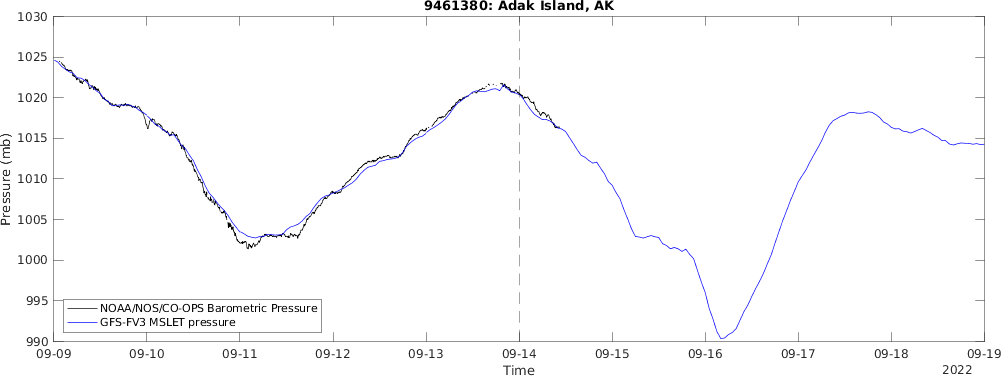 9461380: Adak Island, AK
1030
1025
1020
1015
1010
1005
1000
995
990
Pressure (mb)
NOAA/NOS/CO-OPS Barometric Pressure
GFS-FV3 MSLET pressure
09-09 09-10 09-11 09-12 09-13 09-14 09-15 09-16 09-17 09-18 09-19
Time
2022